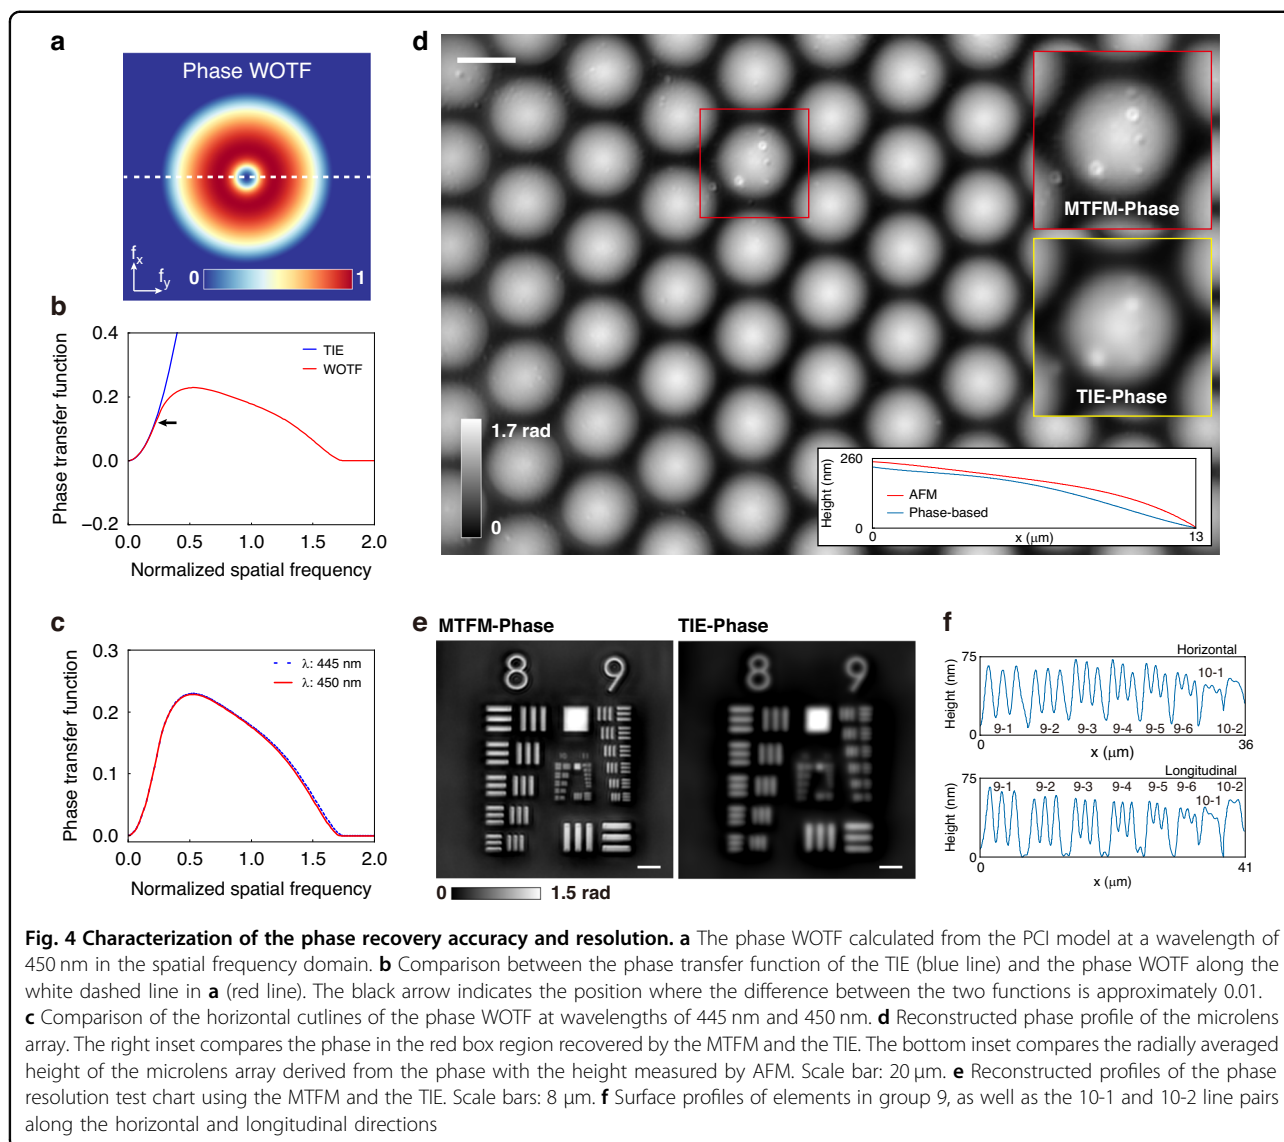 a
Phase WOTF
f_x
f_y
0
1
b
0.4
0.2
0.0
−0.2
TIE
WOTF
Phase transfer function
0.0 0.5 1.0 1.5 2.0
Normalized spatial frequency
c
0.3
0.2
0.1
0.0
λ: 445 nm
λ: 450 nm
Phase transfer function
0.0 0.5 1.0 1.5 2.0
Normalized spatial frequency
d
MTFM-Phase
TIE-Phase
1.7 rad
0
260
0
Height (nm)
AFM
Phase-based
0 13
x (μm)
e
MTFM-Phase
TIE-Phase
8 9
8 9
0 1.5 rad
f
Horizontal
75
0
Height (nm)
10-1
9-1 9-2 9-3 9-4 9-5 9-6 10-2
0 36
x (μm)
Longitudinal
75
0
Height (nm)
9-1 9-2 9-3 9-4 9-5 9-6 10-2
10-1
0 41
x (μm)
Fig. 4 Characterization of the phase recovery accuracy and resolution. a The phase WOTF calculated from the PCI model at a wavelength of
450 nm in the spatial frequency domain. b Comparison between the phase transfer function of the TIE (blue line) and the phase WOTF along the
white dashed line in a (red line). The black arrow indicates the position where the difference between the two functions is approximately 0.01.
c Comparison of the horizontal cutlines of the phase WOTF at wavelengths of 445 nm and 450 nm. d Reconstructed phase profile of the microlens
array. The right inset compares the phase in the red box region recovered by the MTFM and the TIE. The bottom inset compares the radially averaged
height of the microlens array derived from the phase with the height measured by AFM. Scale bar: 20 μm. e Reconstructed profiles of the phase
resolution test chart using the MTFM and the TIE. Scale bars: 8 μm. f Surface profiles of elements in group 9, as well as the 10-1 and 10-2 line pairs
along the horizontal and longitudinal directions